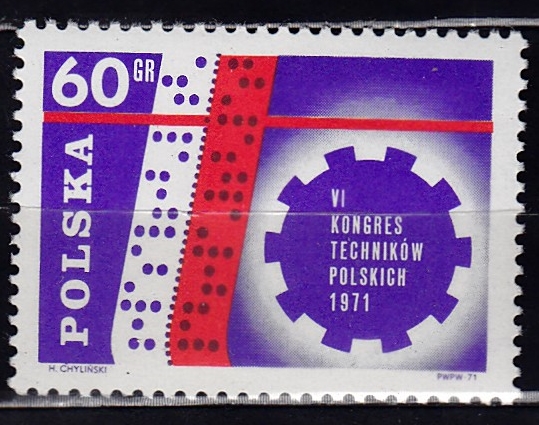 60 GR
POLSKA
VI
KONGRES
TECHNIKÓW
POLSKICH
1971
H. CHYLIŃSKI
PWPW-71